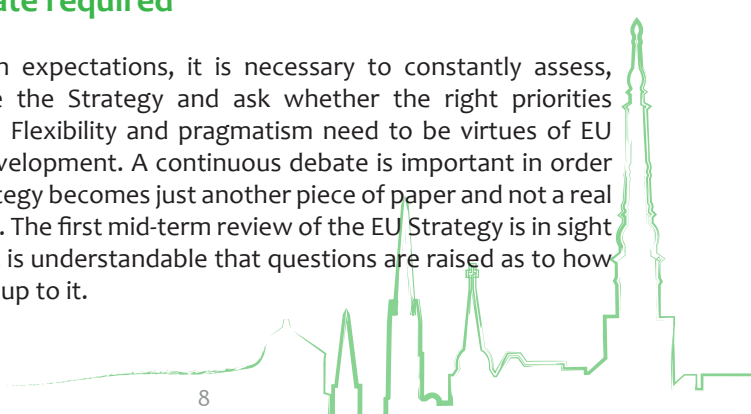 ate required
n expectations, it is necessary to constantly assess,
e the Strategy and ask whether the right priorities
. Flexibility and pragmatism need to be virtues of EU
velopment. A continuous debate is important in order
tegy becomes just another piece of paper and not a real
. The first mid-term review of the EU Strategy is in sight
t is understandable that questions are raised as to how
up to it.
8